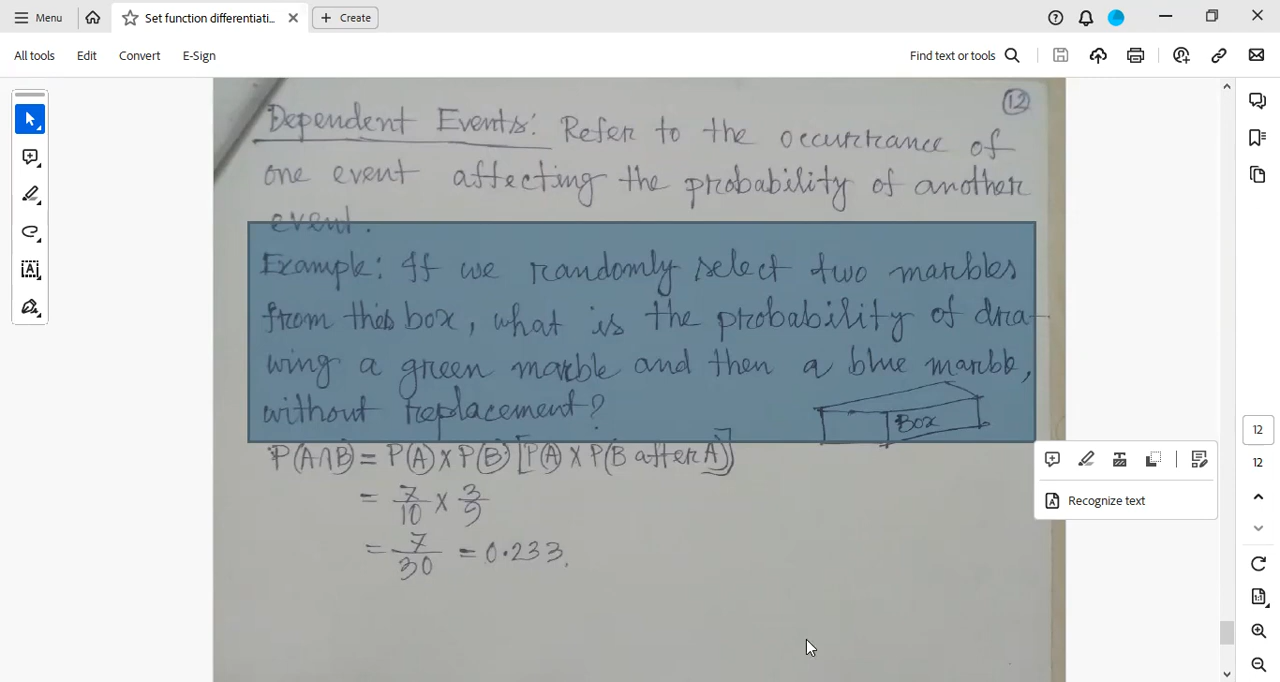 Menu
Set function differentiati...
Create
All tools
Edit
Convert
E-Sign
Find text or tools
12
Dependent Events: Refer to the occurrance of
one event affecting the probability of another
event.
Example: If we randomly select two marbles
from this box, what is the probability of dra-
wing a green marble and then a blue marble,
without replacement?
Box
P(A∩B) = P(A) × P(B) [P(A) × P(B after A)]
= 7/10 × 3/9
= 7/30 = 0.233.
Recognize text
12
12